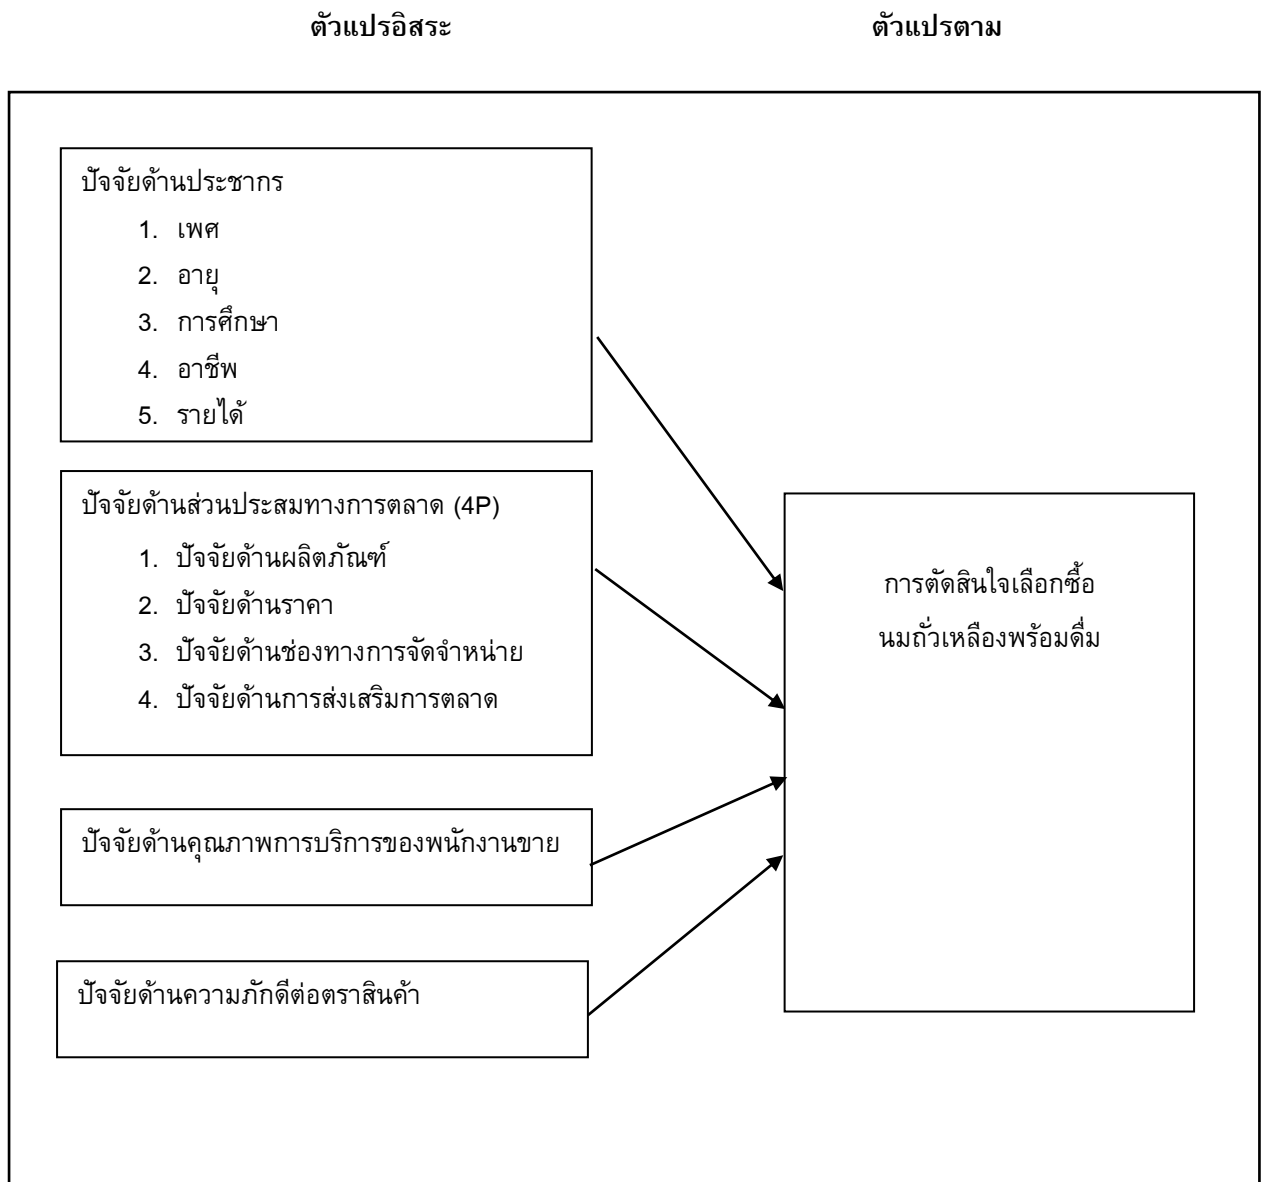 ตัวแปรอิสระ
ตัวแปรตาม
ปัจจัยด้านประชากร
1. เพศ
2. อายุ
3. การศึกษา
4. อาชีพ
5. รายได้
ปัจจัยด้านส่วนประสมทางการตลาด (4P)
1. ปัจจัยด้านผลิตภัณฑ์
2. ปัจจัยด้านราคา
3. ปัจจัยด้านช่องทางการจัดจำหน่าย
4. ปัจจัยด้านการส่งเสริมการตลาด
ปัจจัยด้านคุณภาพการบริการของพนักงานขาย
ปัจจัยด้านความภักดีต่อตราสินค้า
การตัดสินใจเลือกซื้อ
นมถั่วเหลืองพร้อมดื่ม